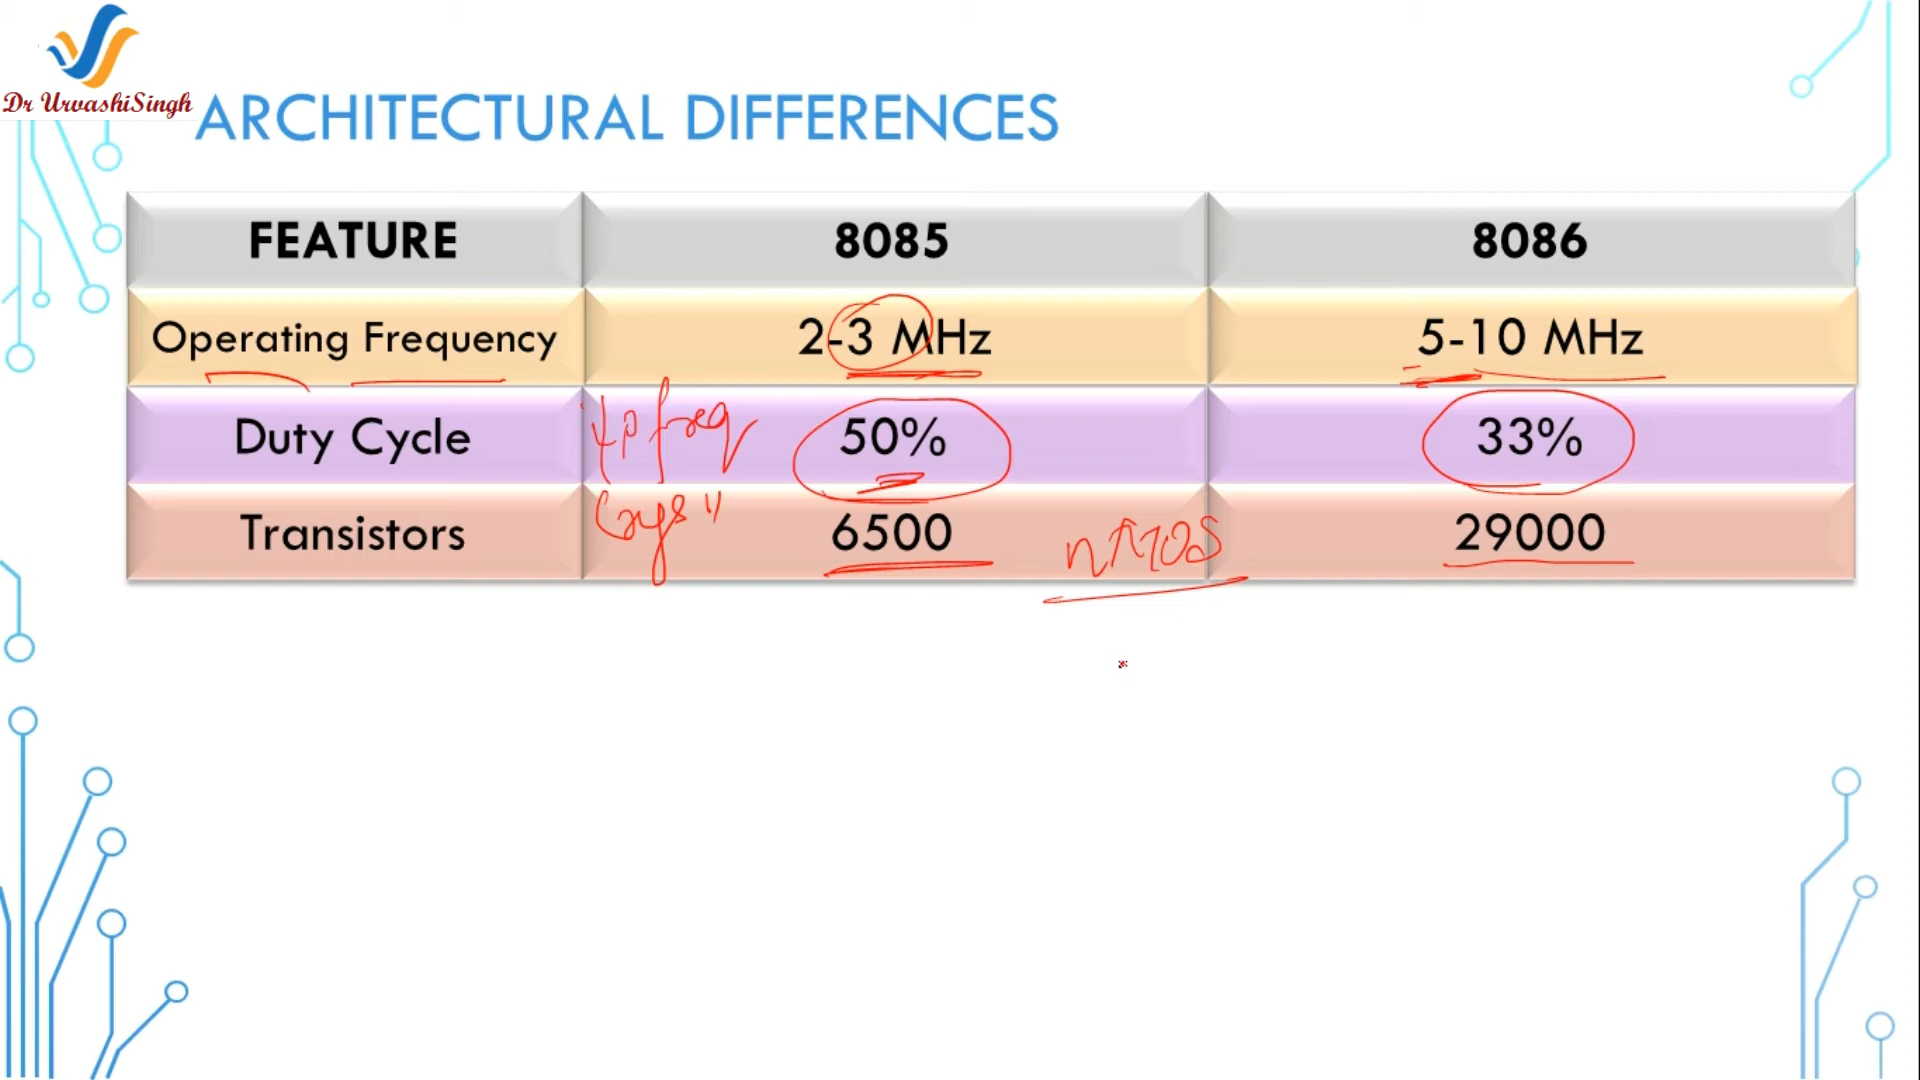 Dr UrvashiSingh
ARCHITECTURAL DIFFERENCES
FEATURE 8085 8086
Operating Frequency 2-3 MHz 5-10 MHz
Duty Cycle freq 50% 33%
Transistors 6500 nMOS 29000